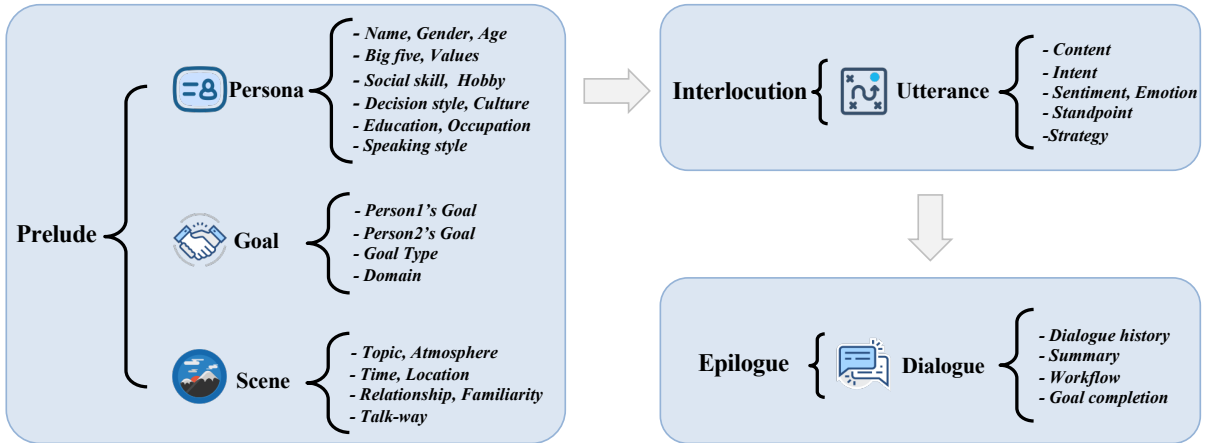 Prelude
Persona
- Name, Gender, Age
- Big five, Values
- Social skill,  Hobby
- Decision style, Culture
- Education, Occupation
- Speaking style
Goal
- Person1's Goal
- Person2's Goal
- Goal Type
- Domain
Scene
- Topic, Atmosphere
- Time, Location
- Relationship, Familiarity
- Talk-way
Interlocution
Utterance
- Content
- Intent
- Sentiment, Emotion
- Standpoint
-Strategy
Epilogue
Dialogue
- Dialogue history
- Summary
- Workflow
- Goal completion